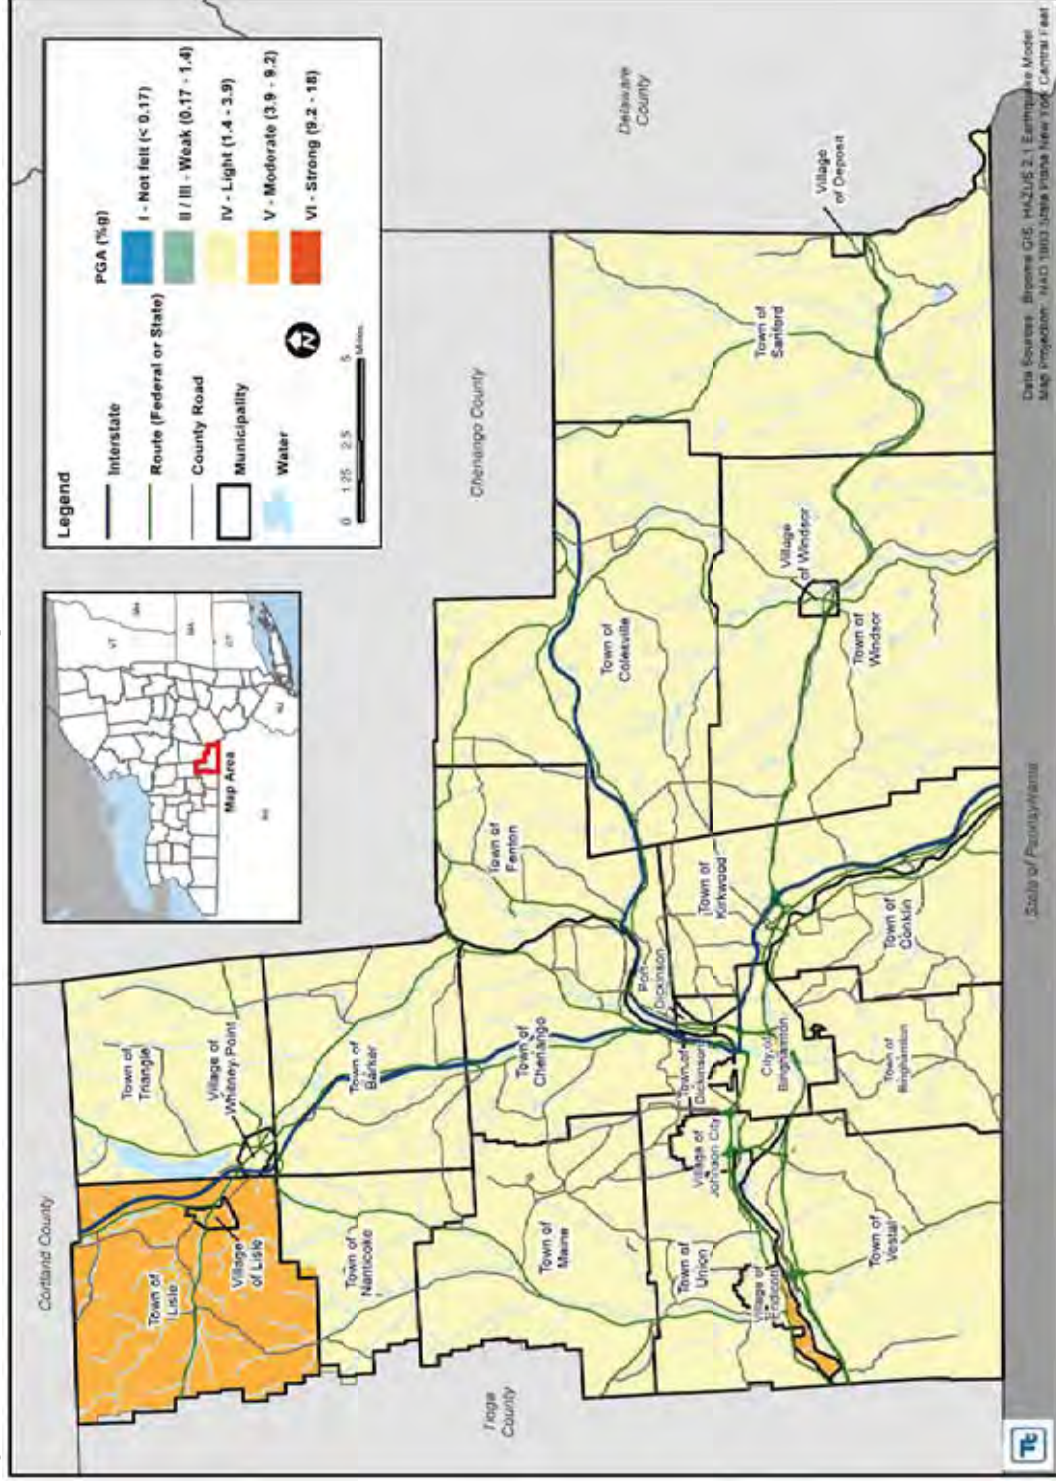 Cortland County
Chenango County
Delaware County
Tioga County
State of Pennsylvania
Town of
Lisle
Village
of Lisle
Town of
Triangle
Village of
Whitney Point
Town of
Barker
Town of
Nanticoke
Town of
Maine
Town of
Chenango
Town of
Fenton
Town of
Colesville
Town of
Sanford
Village
of Deposit
Village
of Windsor
Town of
Windsor
Town of
Kirkwood
Town of
Conklin
Port
Dickinson
Town of
Dickinson
City of
Binghamton
Town of
Binghamton
Village of
Johnson City
Town of
Union
Village of
Endicott
Town of
Vestal
Map Area
VT
MA
CT
NJ
Legend
Interstate
Route (Federal or State)
County Road
Municipality
Water
PGA (%g)
I - Not felt (< 0.17)
II / III - Weak (0.17 - 1.4)
IV - Light (1.4 - 3.9)
V - Moderate (3.9 - 9.2)
VI - Strong (9.2 - 18)
N
0 1.25 2.5 5
Miles
Data Sources: Broome GIS, HAZUS 2.1 Earthquake Model
Map Projection: NAD 1983 State Plane New York Central Feet
Tt